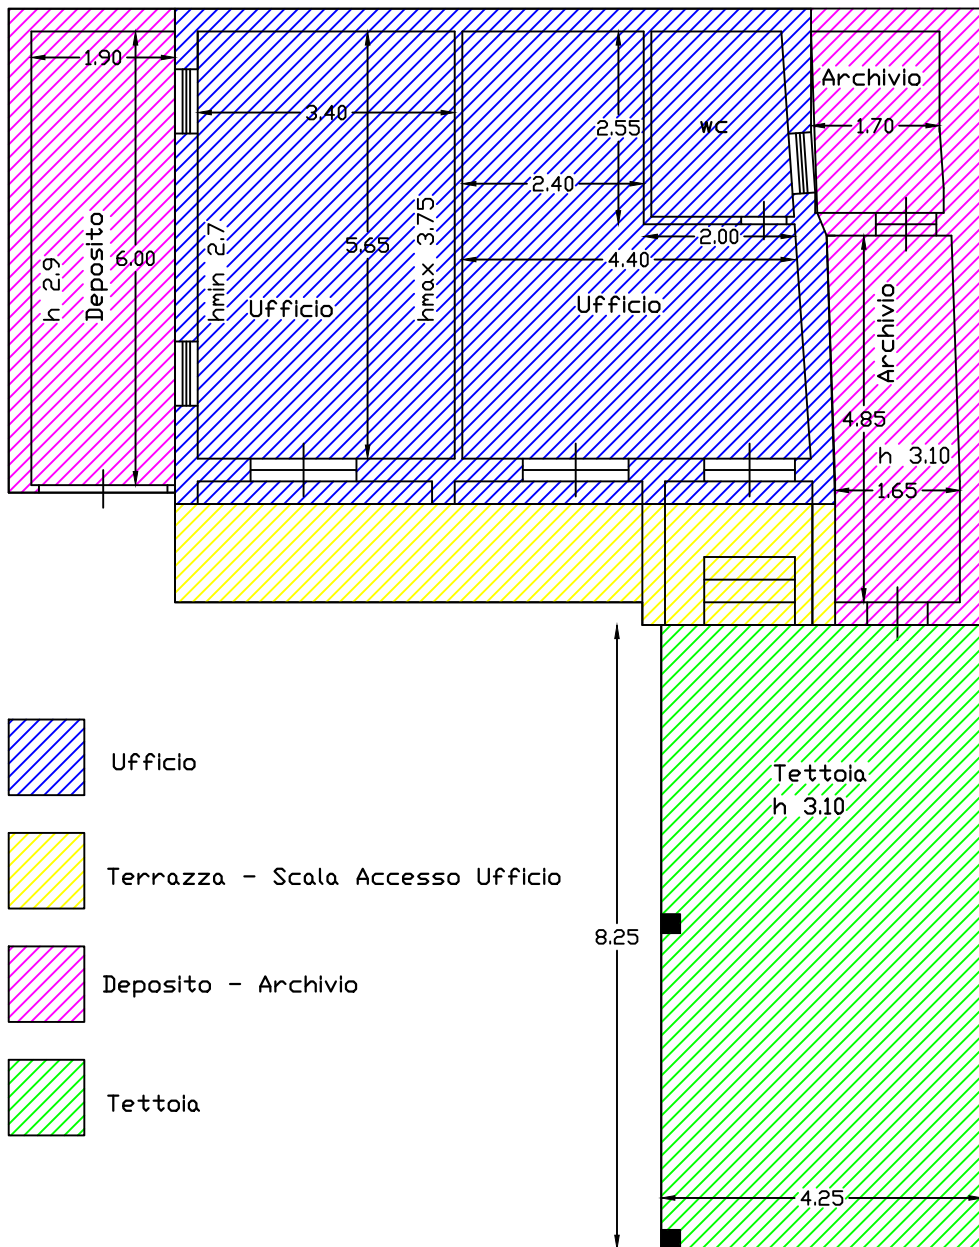 1.90
3.40
2.55
wc
Archivio
1.70
2.40
2.00
4.40
h 2.9
Deposito
6.00
hmin 2.7
Ufficio
5.65
hmax 3.75
Ufficio
Archivio
4.85
h 3.10
1.65
Ufficio
Tettoia
h 3.10
Terrazza - Scala Accesso Ufficio
8.25
Deposito - Archivio
Tettoia
4.25